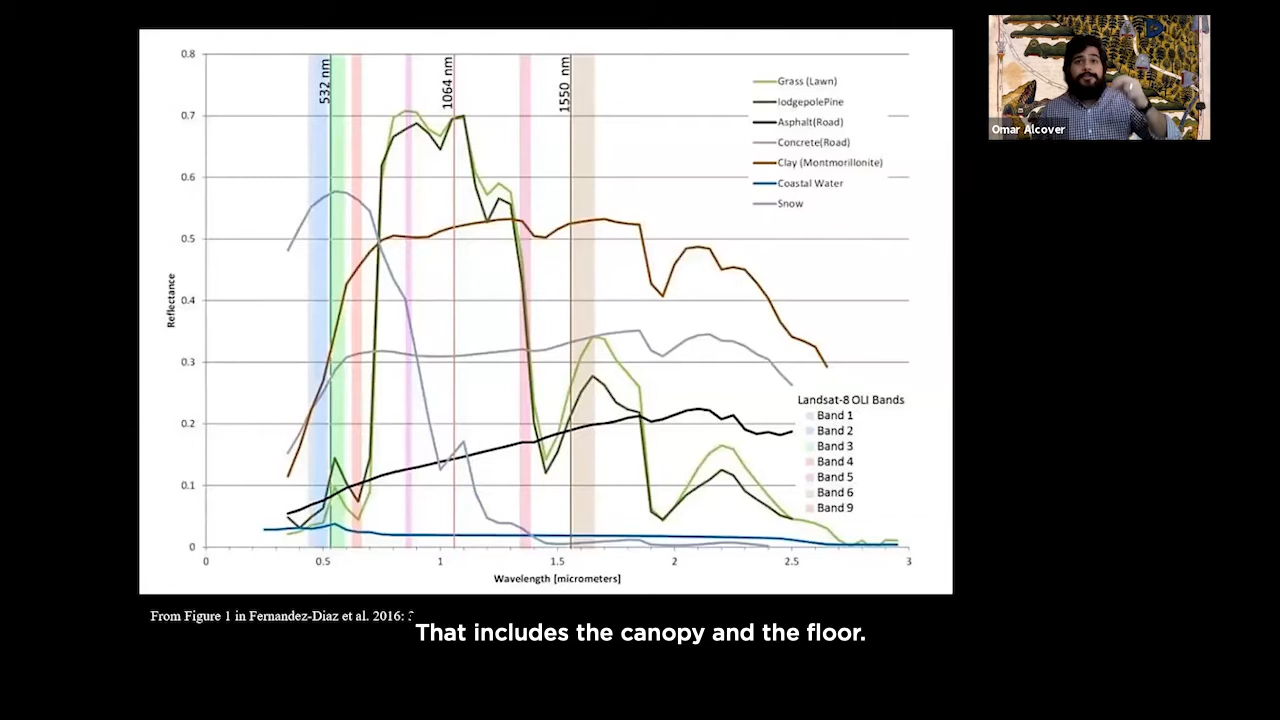 0.8
0.7
0.6
0.5
0.4
0.3
0.2
0.1
0
Reflectance
532 nm
1064 nm
1550 nm
Grass (Lawn)
lodgepolePine
Asphalt(Road)
Concrete(Road)
Clay (Montmorillonite)
Coastal Water
Snow
Landsat-8 OLI Bands
Band 1
Band 2
Band 3
Band 4
Band 5
Band 6
Band 9
0 0.5 1 1.5 2 2.5 3
Wavelength [micrometers]
Omar Alcover
From Figure 1 in Fernandez-Diaz et al. 2016:
That includes the canopy and the floor.